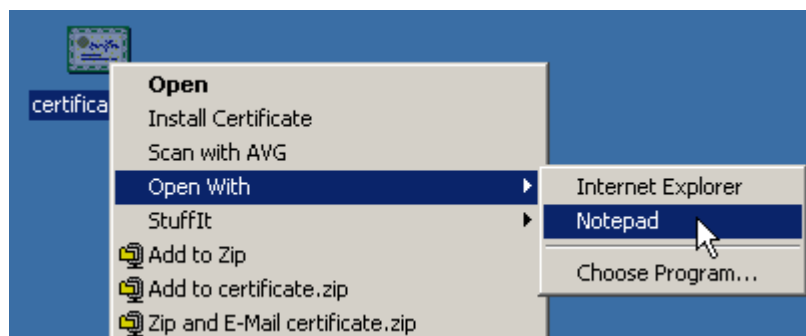 certifica
Open
Install Certificate
Scan with AVG
Open With
StuffIt
Add to Zip
Add to certificate.zip
Zip and E-Mail certificate.zip
Internet Explorer
Notepad
Choose Program...